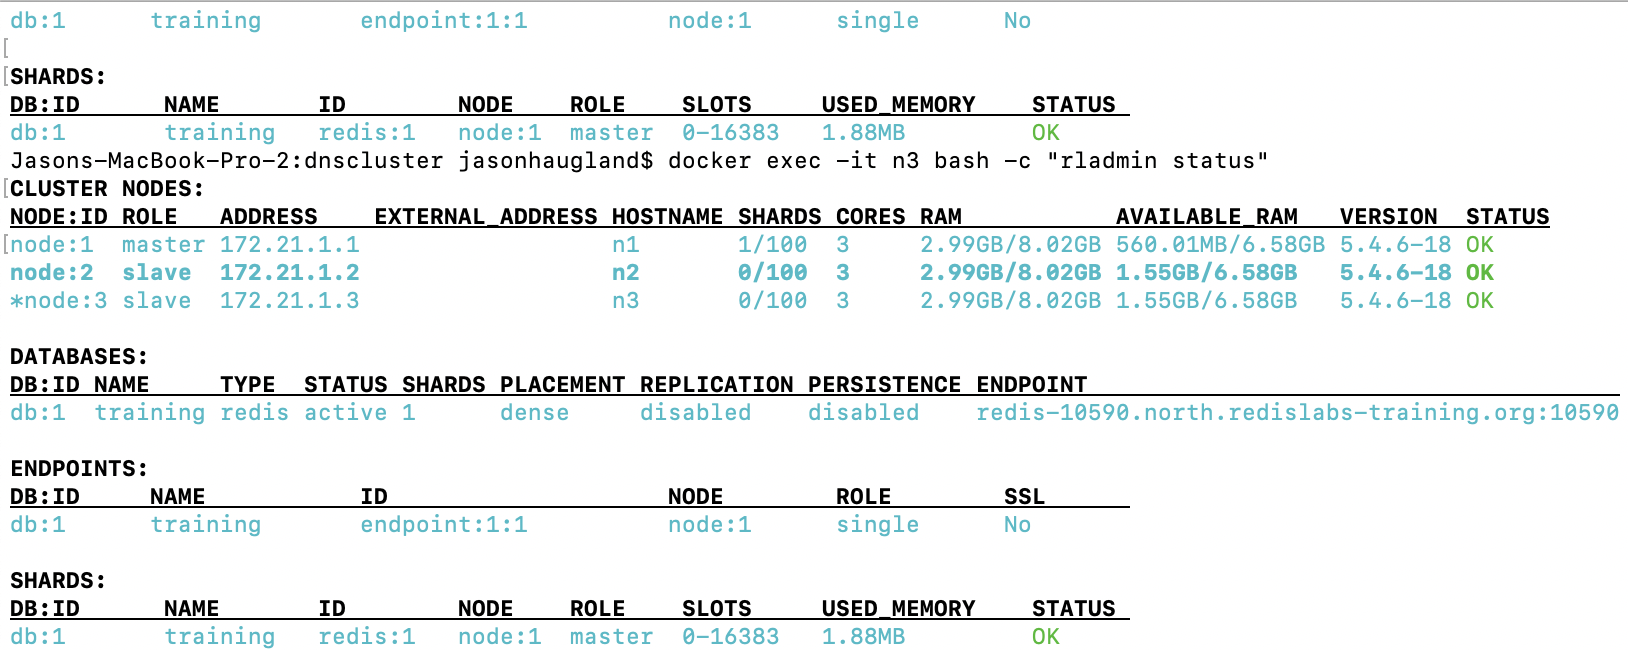 db:1      training       endpoint:1:1          node:1      single      No
[
[SHARDS:
DB:ID      NAME       ID        NODE    ROLE    SLOTS     USED_MEMORY    STATUS
db:1       training   redis:1   node:1  master  0-16383   1.88MB         OK
Jasons-MacBook-Pro-2:dnscluster jasonhaugland$ docker exec -it n3 bash -c "rladmin status"
[CLUSTER NODES:
NODE:ID ROLE   ADDRESS    EXTERNAL_ADDRESS HOSTNAME SHARDS CORES RAM           AVAILABLE_RAM   VERSION  STATUS
[node:1  master 172.21.1.1                  n1       1/100  3     2.99GB/8.02GB 560.01MB/6.58GB 5.4.6-18 OK
node:2  slave  172.21.1.2                  n2       0/100  3     2.99GB/8.02GB 1.55GB/6.58GB   5.4.6-18 OK
*node:3 slave  172.21.1.3                  n3       0/100  3     2.99GB/8.02GB 1.55GB/6.58GB   5.4.6-18 OK
DATABASES:
DB:ID NAME     TYPE  STATUS SHARDS PLACEMENT REPLICATION PERSISTENCE ENDPOINT
db:1  training redis active 1      dense     disabled    disabled    redis-10590.north.redislabs-training.org:10590
ENDPOINTS:
DB:ID     NAME           ID                    NODE        ROLE        SSL
db:1      training       endpoint:1:1          node:1      single      No
SHARDS:
DB:ID      NAME       ID        NODE    ROLE    SLOTS     USED_MEMORY    STATUS
db:1       training   redis:1   node:1  master  0-16383   1.88MB         OK